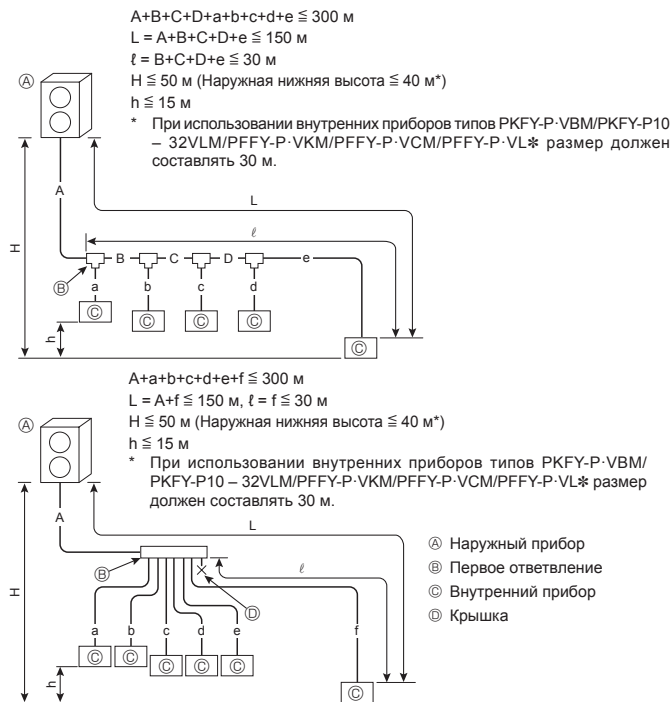 A+B+C+D+a+b+c+d+e ≦ 300 м
L = A+B+C+D+e ≦ 150 м
ℓ = B+C+D+e ≦ 30 м
H ≦ 50 м (Наружная нижняя высота ≦ 40 м*)
h ≦ 15 м
* При использовании внутренних приборов типов PKFY-P·VBM/PKFY-P10
– 32VLM/PFFY-P·VKM/PFFY-P·VCM/PFFY-P·VL✽ размер должен
составлять 30 м.
Ⓐ
A
L
H
ℓ
B C D e
Ⓑ
a b c d
Ⓒ Ⓒ Ⓒ Ⓒ
h
Ⓒ
A+a+b+c+d+e+f ≦ 300 м
L = A+f ≦ 150 м, ℓ = f ≦ 30 м
H ≦ 50 м (Наружная нижняя высота ≦ 40 м*)
h ≦ 15 м
* При использовании внутренних приборов типов PKFY-P·VBM/
PKFY-P10 – 32VLM/PFFY-P·VKM/PFFY-P·VCM/PFFY-P·VL✽ размер
должен составлять 30 м.
Ⓐ
A
L
H
Ⓑ
ℓ
Ⓓ
a b c d e f
Ⓒ Ⓒ Ⓒ Ⓒ Ⓒ
h
Ⓒ
Ⓐ Наружный прибор
Ⓑ Первое ответвление
Ⓒ Внутренний прибор
Ⓓ Крышка